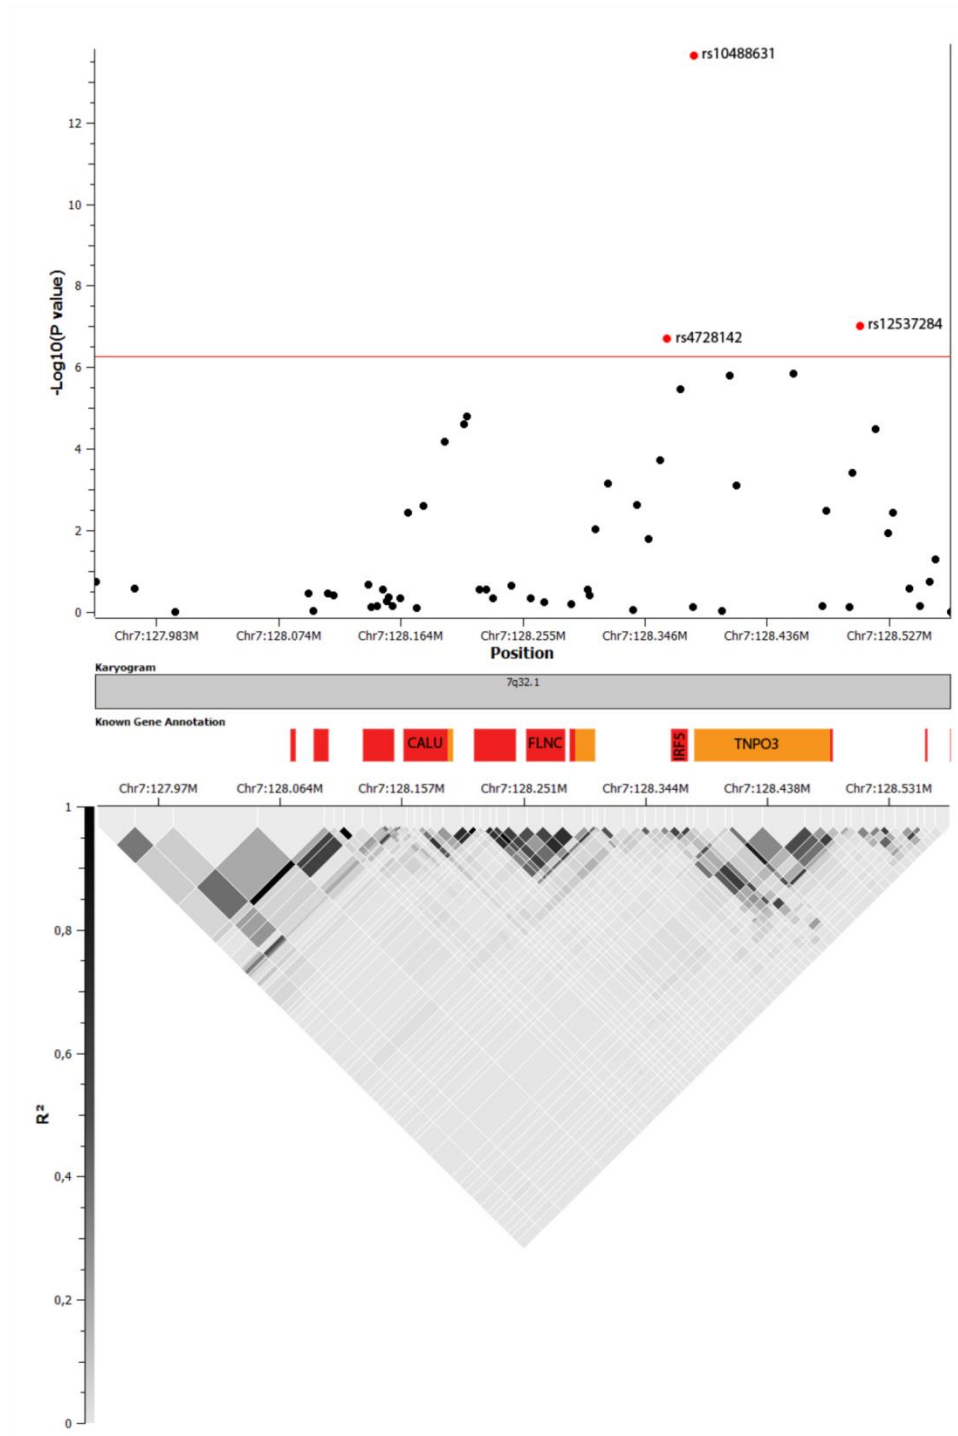 rs10488631
12
10
8
rs12537284
rs4728142
6
4
2
0
-Log10(P value)
Chr7:127.983M Chr7:128.074M Chr7:128.164M Chr7:128.255M Chr7:128.346M Chr7:128.436M Chr7:128.527M
Position
Karyogram
7q32.1
Known Gene Annotation
CALU FLNC IRF5 TNPO3
Chr7:127.97M Chr7:128.064M Chr7:128.157M Chr7:128.251M Chr7:128.344M Chr7:128.438M Chr7:128.531M
1
0,8
0,6
R²
0,4
0,2
0